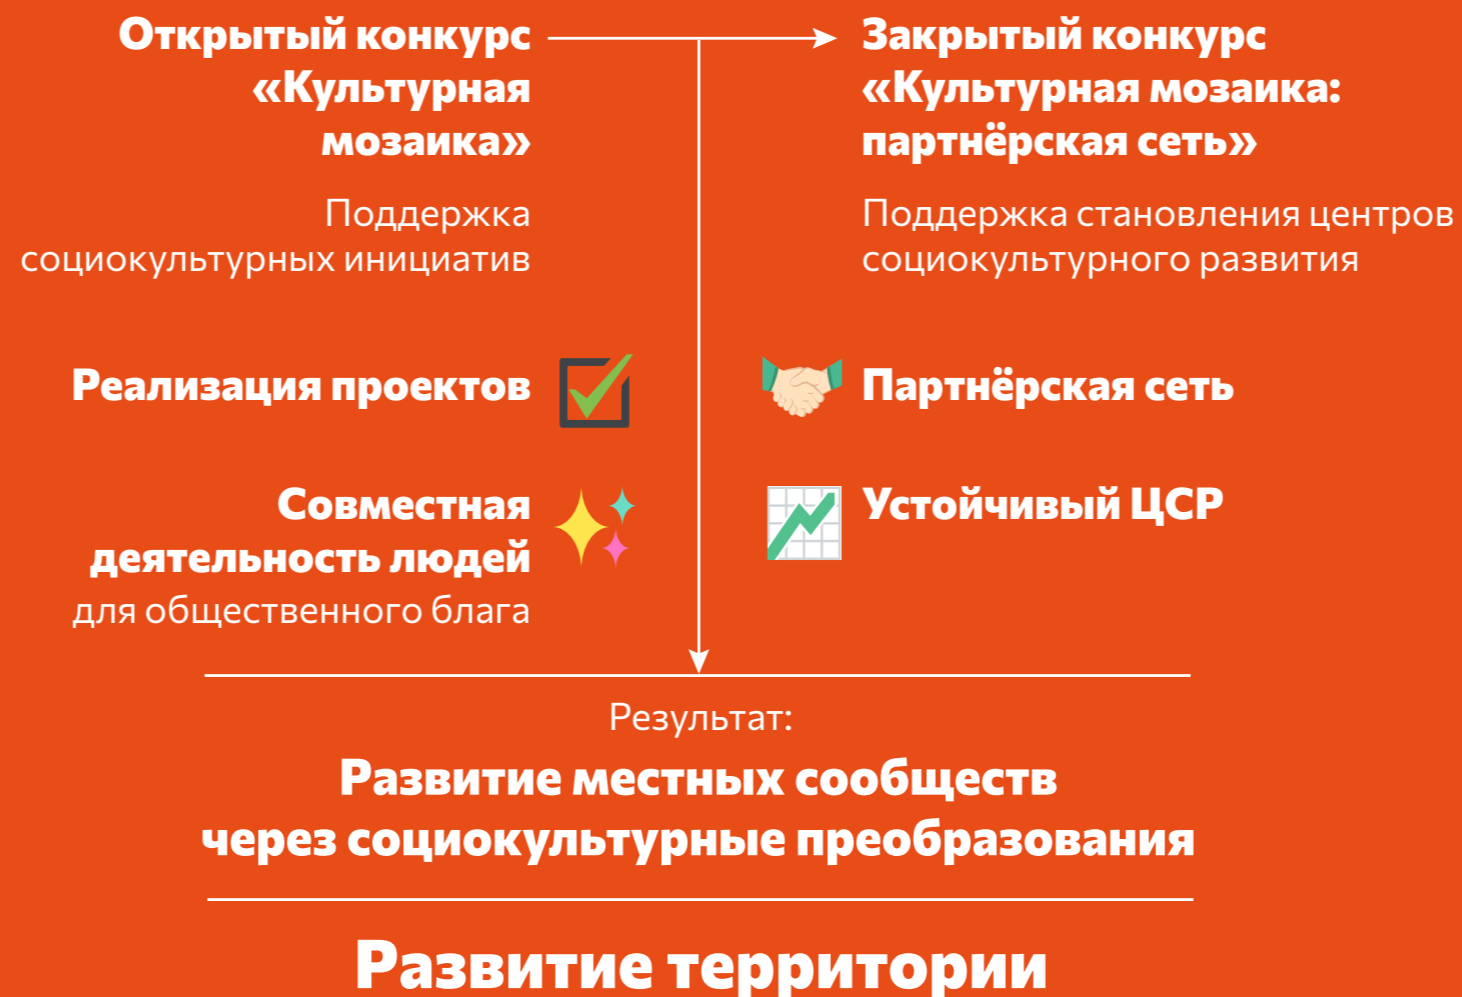 Открытый конкурс
«Культурная
мозаика»
Поддержка
социокультурных инициатив
Реализация проектов
Совместная
деятельность людей
для общественного блага
Закрытый конкурс
«Культурная мозаика:
партнёрская сеть»
Поддержка становления центров
социокультурного развития
Партнёрская сеть
Устойчивый ЦСР
Результат:
Развитие местных сообществ
через социокультурные преобразования
Развитие территории